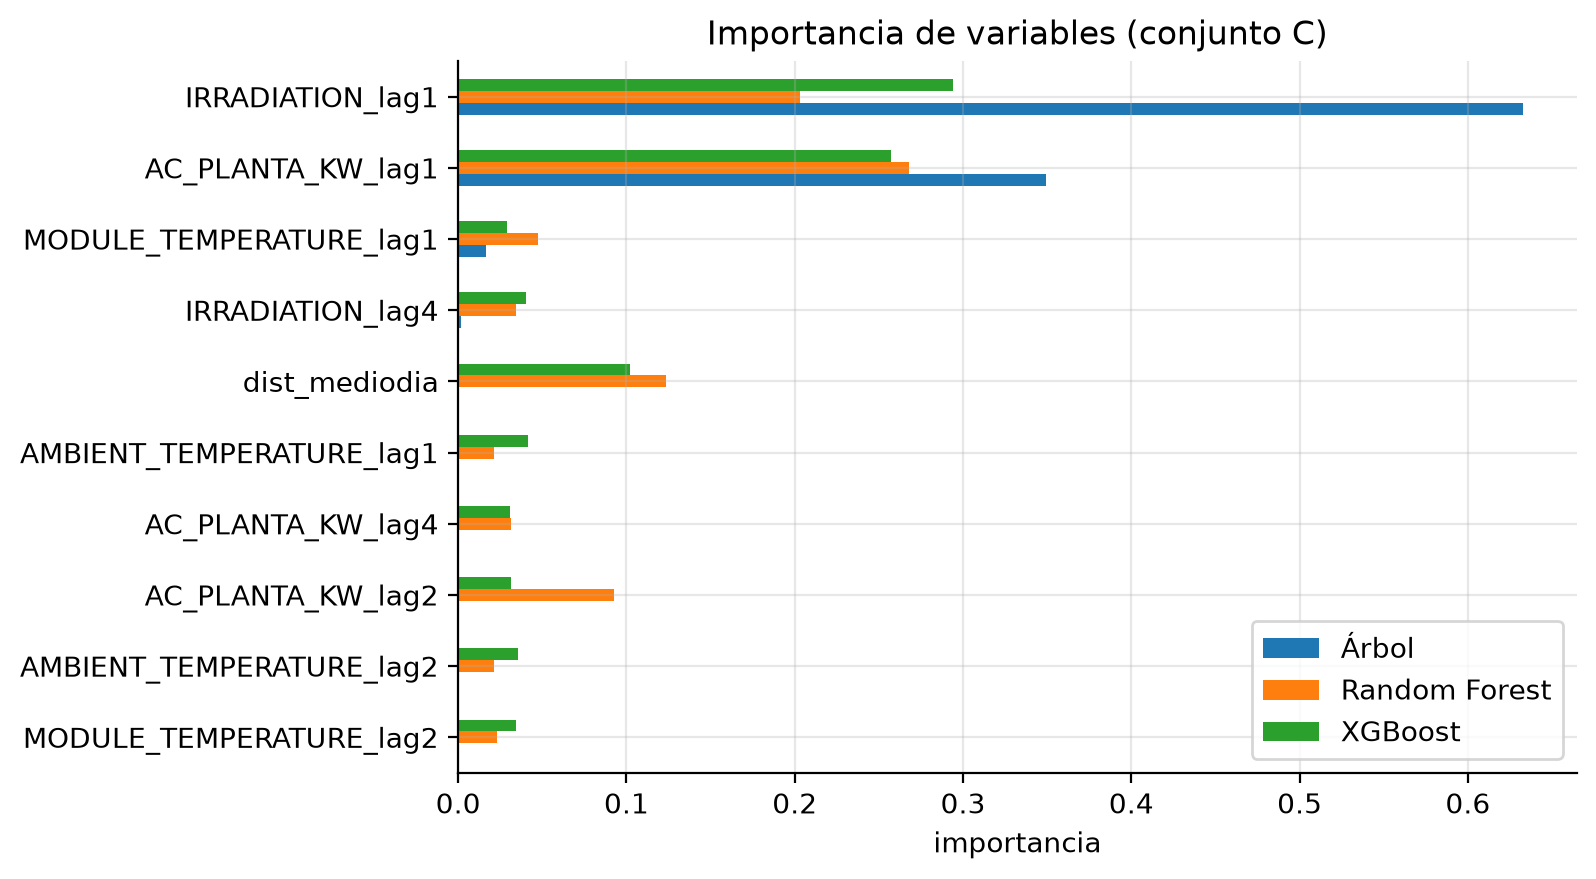 Importancia de variables (conjunto C)
IRRADIATION_lag1
AC_PLANTA_KW_lag1
MODULE_TEMPERATURE_lag1
IRRADIATION_lag4
dist_mediodia
AMBIENT_TEMPERATURE_lag1
AC_PLANTA_KW_lag4
AC_PLANTA_KW_lag2
AMBIENT_TEMPERATURE_lag2
MODULE_TEMPERATURE_lag2
Árbol
Random Forest
XGBoost
0.0 0.1 0.2 0.3 0.4 0.5 0.6
importancia